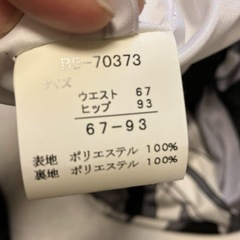 -70373
サイズ
ウエスト 67
ヒップ 93
67-93
表地 ポリエステル 100%
裏地 ポリエステル 100%